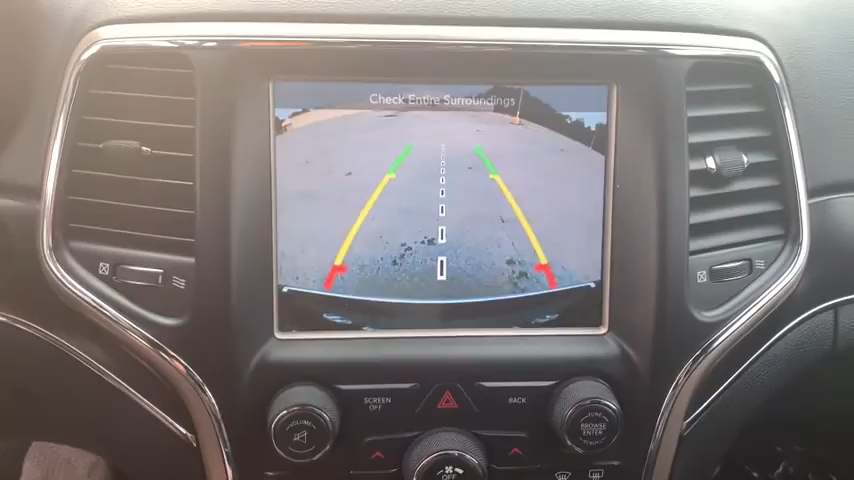 Check Entire Surroundings
VOLUME
SCREEN
OFF
BACK
TUNE
BROWSE
ENTER
OFF